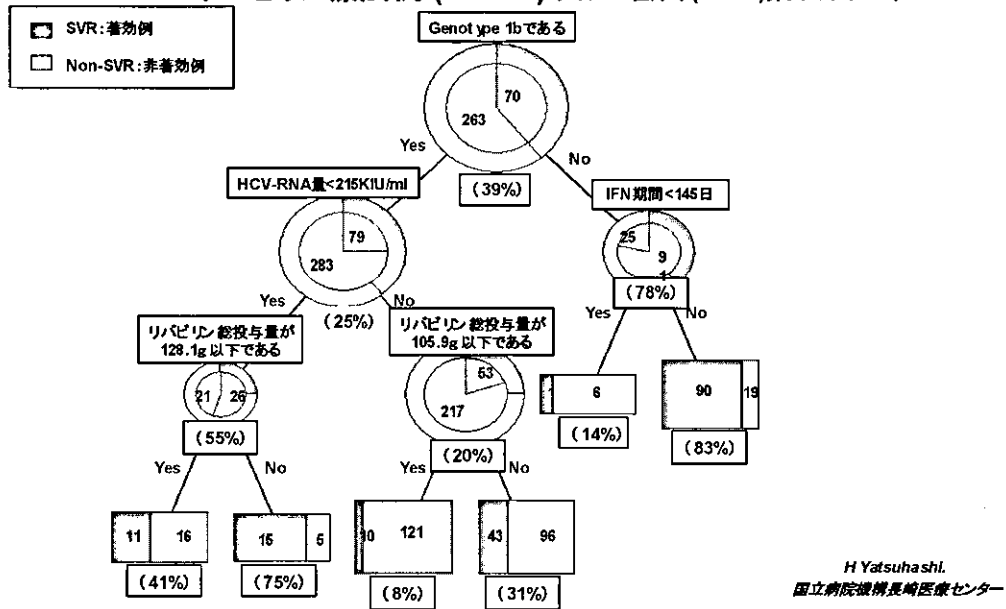 SVR:著効例
Non-SVR:非著効例
Genotype 1bである
70
263
Yes
No
(39%)
HCV-RNA量<215KIU/ml
IFN期間<145日
79
283
25
9
1
Yes
No
(25%)
(78%)
リバビリン総投与量が
128.1g以下である
リバビリン総投与量が
105.9g以下である
Yes
No
21
26
53
217
6
90
19
(55%)
(20%)
(14%)
(83%)
Yes
No
Yes
No
11
16
15
5
10
121
43
96
(41%)
(75%)
(8%)
(31%)
H Yatsuhashi.
国立病院機構長崎医療センター